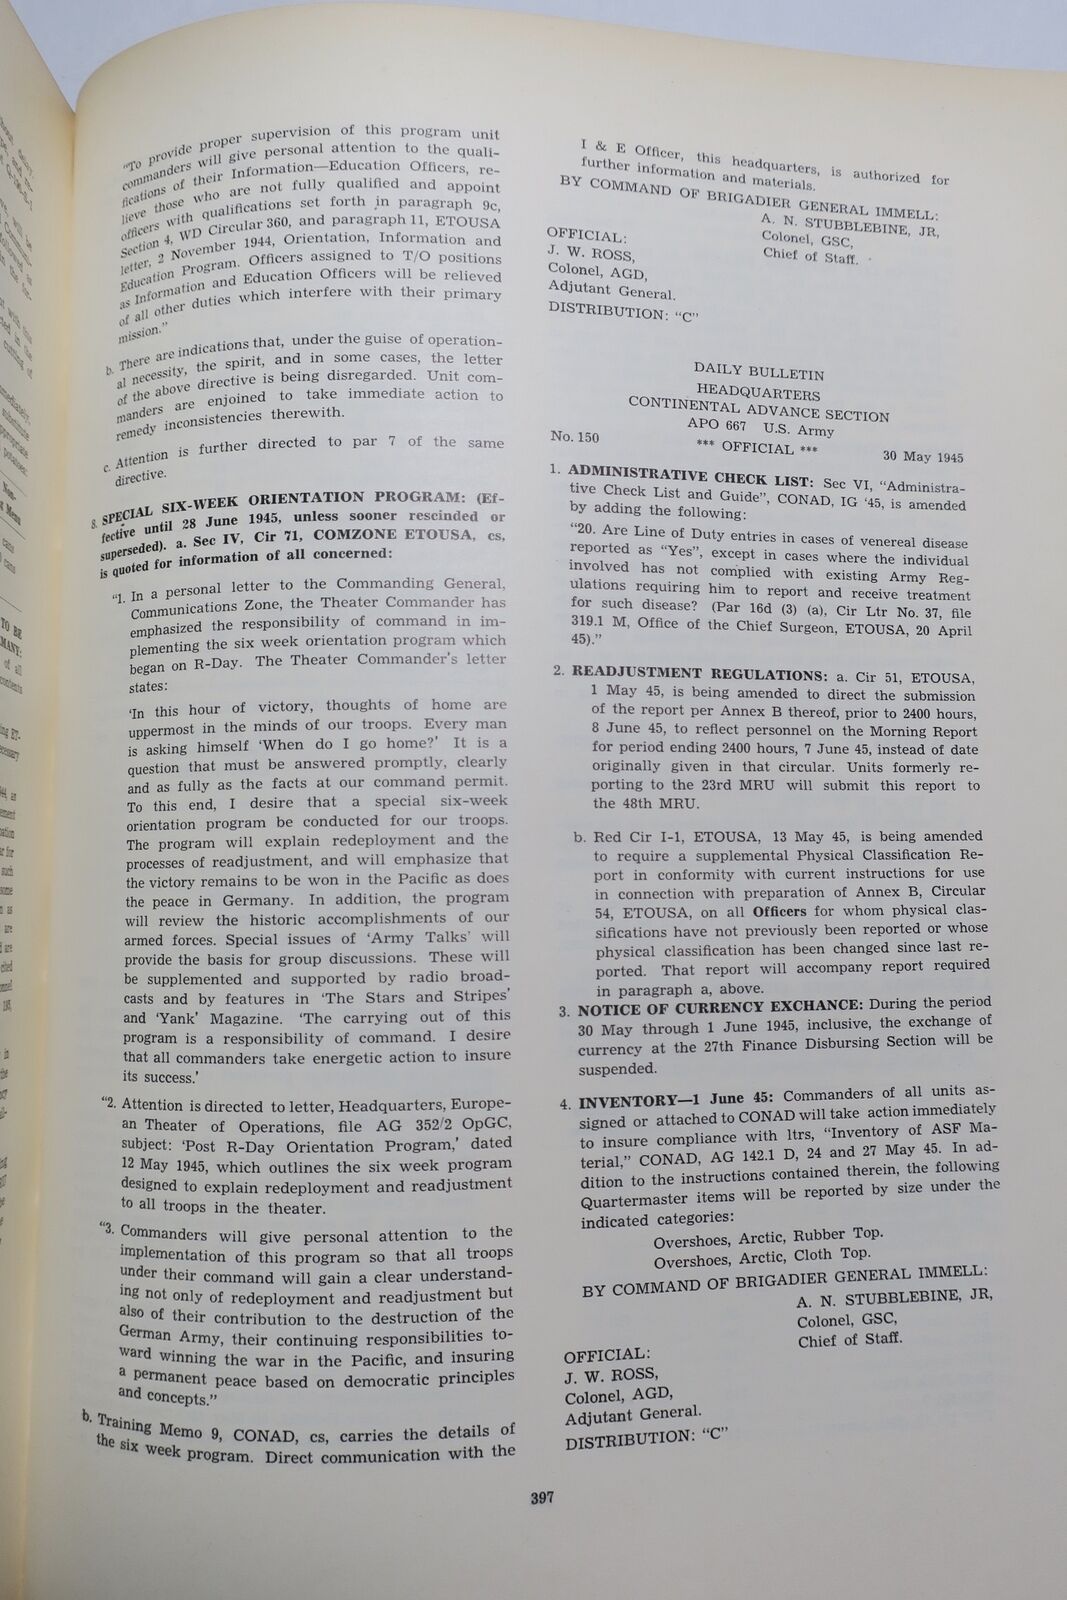 "To provide proper supervision of this program unit
commanders will give personal attention to the quali-
fications of their Information—Education Officers, re-
lieve those who are not fully qualified and appoint
officers with qualifications set forth in paragraph 9c,
Section 4, WD Circular 360, and paragraph 11, ETOUSA
letter, 2 November 1944, Orientation, Information and
Education Program. Officers assigned to T/O positions
as Information and Education Officers will be relieved
of all other duties which interfere with their primary
mission."
b. There are indications that, under the guise of operation-
al necessity, the spirit, and in some cases, the letter
of the above directive is being disregarded. Unit com-
manders are enjoined to take immediate action to
remedy inconsistencies therewith.
c. Attention is further directed to par 7 of the same
directive.
8. SPECIAL SIX-WEEK ORIENTATION PROGRAM: (Ef-
fective until 28 June 1945, unless sooner rescinded or
superseded). a. Sec IV, Cir 71, COMZONE ETOUSA, cs,
is quoted for information of all concerned:
"1. In a personal letter to the Commanding General,
Communications Zone, the Theater Commander has
emphasized the responsibility of command in im-
plementing the six week orientation program which
began on R-Day. The Theater Commander's letter
states:
'In this hour of victory, thoughts of home are
uppermost in the minds of our troops. Every man
is asking himself 'When do I go home?' It is a
question that must be answered promptly, clearly
and as fully as the facts at our command permit.
To this end, I desire that a special six-week
orientation program be conducted for our troops.
The program will explain redeployment and the
processes of readjustment, and will emphasize that
the victory remains to be won in the Pacific as does
the peace in Germany. In addition, the program
will review the historic accomplishments of our
armed forces. Special issues of 'Army Talks' will
provide the basis for group discussions. These will
be supplemented and supported by radio broad-
casts and by features in 'The Stars and Stripes'
and 'Yank' Magazine. 'The carrying out of this
program is a responsibility of command. I desire
that all commanders take energetic action to insure
its success.'
"2. Attention is directed to letter, Headquarters, Europe-
an Theater of Operations, file AG 352/2 OpGC,
subject: 'Post R-Day Orientation Program,' dated
12 May 1945, which outlines the six week program
designed to explain redeployment and readjustment
to all troops in the theater.
"3. Commanders will give personal attention to the
implementation of this program so that all troops
under their command will gain a clear understand-
ing not only of redeployment and readjustment but
also of their contribution to the destruction of the
German Army, their continuing responsibilities to-
ward winning the war in the Pacific, and insuring
a permanent peace based on democratic principles
and concepts."
b. Training Memo 9, CONAD, cs, carries the details of
the six week program. Direct communication with the
I & E Officer, this headquarters, is authorized for
further information and materials.
BY COMMAND OF BRIGADIER GENERAL IMMELL:
A. N. STUBBLEBINE, JR,
Colonel, GSC,
Chief of Staff.
OFFICIAL:
J. W. ROSS,
Colonel, AGD,
Adjutant General.
DISTRIBUTION: "C"
DAILY BULLETIN
HEADQUARTERS
CONTINENTAL ADVANCE SECTION
APO 667 U.S. Army
No. 150 *** OFFICIAL *** 30 May 1945
1. ADMINISTRATIVE CHECK LIST: Sec VI, "Administra-
tive Check List and Guide", CONAD, IG '45, is amended
by adding the following:
"20. Are Line of Duty entries in cases of venereal disease
reported as "Yes", except in cases where the individual
involved has not complied with existing Army Reg-
ulations requiring him to report and receive treatment
for such disease? (Par 16d (3) (a), Cir Ltr No. 37, file
319.1 M, Office of the Chief Surgeon, ETOUSA, 20 April
45)."
2. READJUSTMENT REGULATIONS: a. Cir 51, ETOUSA,
1 May 45, is being amended to direct the submission
of the report per Annex B thereof, prior to 2400 hours,
8 June 45, to reflect personnel on the Morning Report
for period ending 2400 hours, 7 June 45, instead of date
originally given in that circular. Units formerly re-
porting to the 23rd MRU will submit this report to
the 48th MRU.
b. Red Cir I-1, ETOUSA, 13 May 45, is being amended
to require a supplemental Physical Classification Re-
port in conformity with current instructions for use
in connection with preparation of Annex B, Circular
54, ETOUSA, on all Officers for whom physical clas-
sifications have not previously been reported or whose
physical classification has been changed since last re-
ported. That report will accompany report required
in paragraph a, above.
3. NOTICE OF CURRENCY EXCHANCE: During the period
30 May through 1 June 1945, inclusive, the exchange of
currency at the 27th Finance Disbursing Section will be
suspended.
4. INVENTORY—1 June 45: Commanders of all units as-
signed or attached to CONAD will take action immediately
to insure compliance with ltrs, "Inventory of ASF Ma-
terial," CONAD, AG 142.1 D, 24 and 27 May 45. In ad-
dition to the instructions contained therein, the following
Quartermaster items will be reported by size under the
indicated categories:
Overshoes, Arctic, Rubber Top.
Overshoes, Arctic, Cloth Top.
BY COMMAND OF BRIGADIER GENERAL IMMELL:
A. N. STUBBLEBINE, JR,
Colonel, GSC,
Chief of Staff.
OFFICIAL:
J. W. ROSS,
Colonel, AGD,
Adjutant General.
DISTRIBUTION: "C"
397